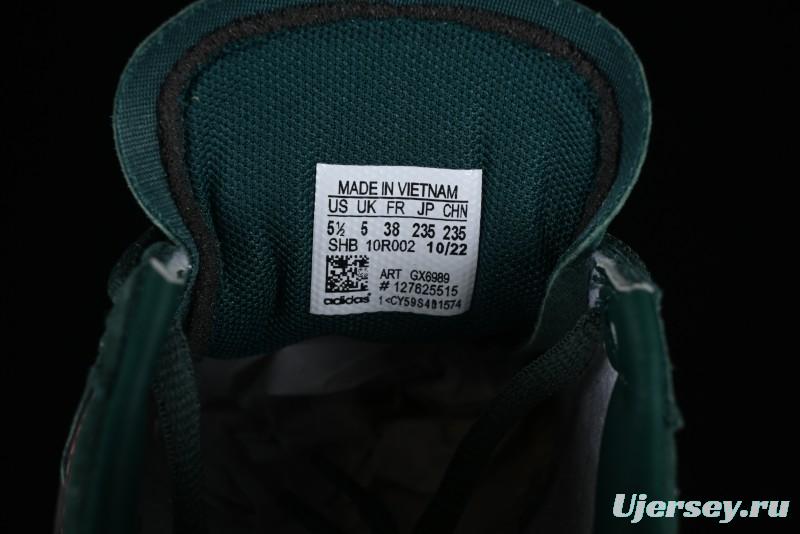 MADE IN VIETNAM
US UK FR JP CHN
5½ 5 38 235 235
SHB 10R002 10/22
ART GX6989
# 127625515
adidas 1<CY59S4B1574
Ujersey.ru